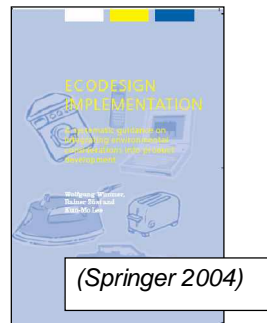 ECODESIGN
IMPLEMENTATION
A systematic guidance on
integrating environmental
considerations into product
development
Wolfgang Wimmer,
Rainer Züst and
Kun-Mo Lee
(Springer 2004)